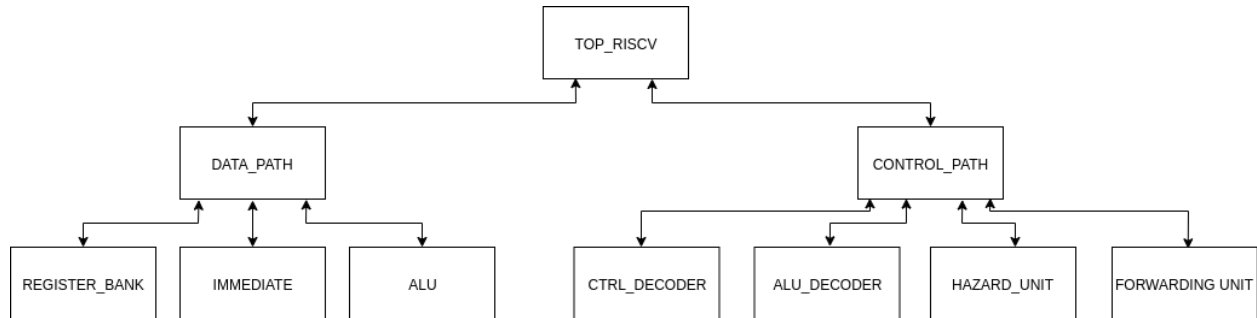 TOP_RISCV
DATA_PATH
CONTROL_PATH
REGISTER_BANK
IMMEDIATE
ALU
CTRL_DECODER
ALU_DECODER
HAZARD_UNIT
FORWARDING UNIT